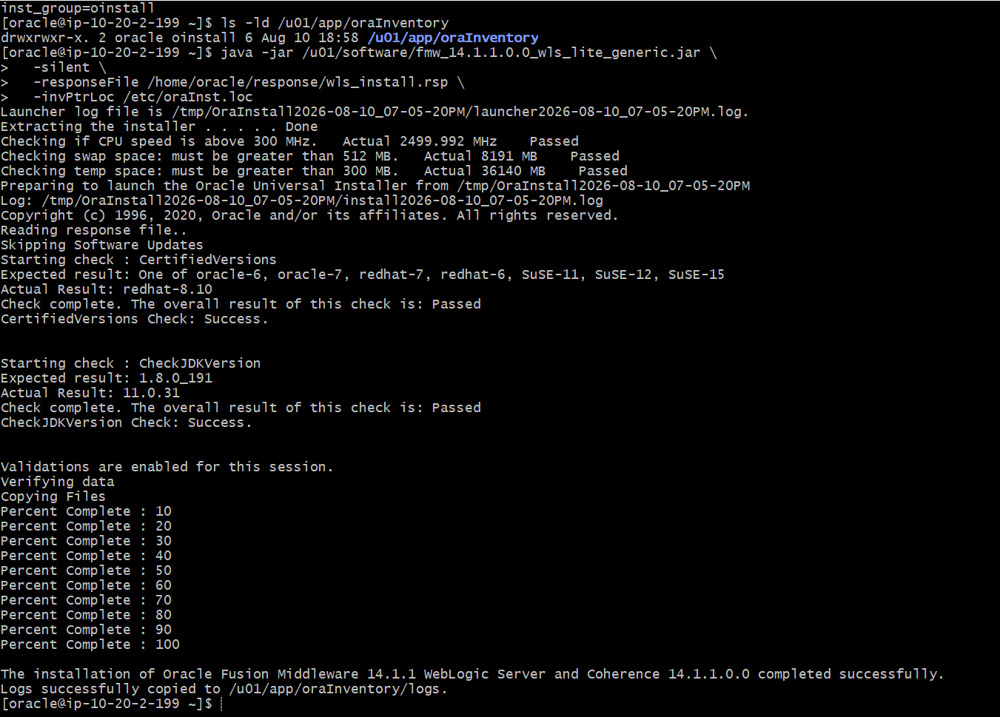 inst_group=oinstall
[oracle@ip-10-20-2-199 ~]$ ls -ld /u01/app/oraInventory
drwxrwxr-x. 2 oracle oinstall 6 Aug 10 18:58 /u01/app/oraInventory
[oracle@ip-10-20-2-199 ~]$ java -jar /u01/software/fmw_14.1.1.0.0_wls_lite_generic.jar \
>   -silent \
>   -responseFile /home/oracle/response/wls_install.rsp \
>   -invPtrLoc /etc/oraInst.loc
Launcher log file is /tmp/OraInstall2026-08-10_07-05-20PM/launcher2026-08-10_07-05-20PM.log.
Extracting the installer . . . . . Done
Checking if CPU speed is above 300 MHz.   Actual 2499.992 MHz    Passed
Checking swap space: must be greater than 512 MB.   Actual 8191 MB    Passed
Checking temp space: must be greater than 300 MB.   Actual 36140 MB    Passed
Preparing to launch the Oracle Universal Installer from /tmp/OraInstall2026-08-10_07-05-20PM
Log: /tmp/OraInstall2026-08-10_07-05-20PM/install2026-08-10_07-05-20PM.log
Copyright (c) 1996, 2020, Oracle and/or its affiliates. All rights reserved.
Reading response file..
Skipping Software Updates
Starting check : CertifiedVersions
Expected result: One of oracle-6, oracle-7, redhat-7, redhat-6, SuSE-11, SuSE-12, SuSE-15
Actual Result: redhat-8.10
Check complete. The overall result of this check is: Passed
CertifiedVersions Check: Success.
Starting check : CheckJDKVersion
Expected result: 1.8.0_191
Actual Result: 11.0.31
Check complete. The overall result of this check is: Passed
CheckJDKVersion Check: Success.
Validations are enabled for this session.
Verifying data
Copying Files
Percent Complete : 10
Percent Complete : 20
Percent Complete : 30
Percent Complete : 40
Percent Complete : 50
Percent Complete : 60
Percent Complete : 70
Percent Complete : 80
Percent Complete : 90
Percent Complete : 100
The installation of Oracle Fusion Middleware 14.1.1 WebLogic Server and Coherence 14.1.1.0.0 completed successfully.
Logs successfully copied to /u01/app/oraInventory/logs.
[oracle@ip-10-20-2-199 ~]$